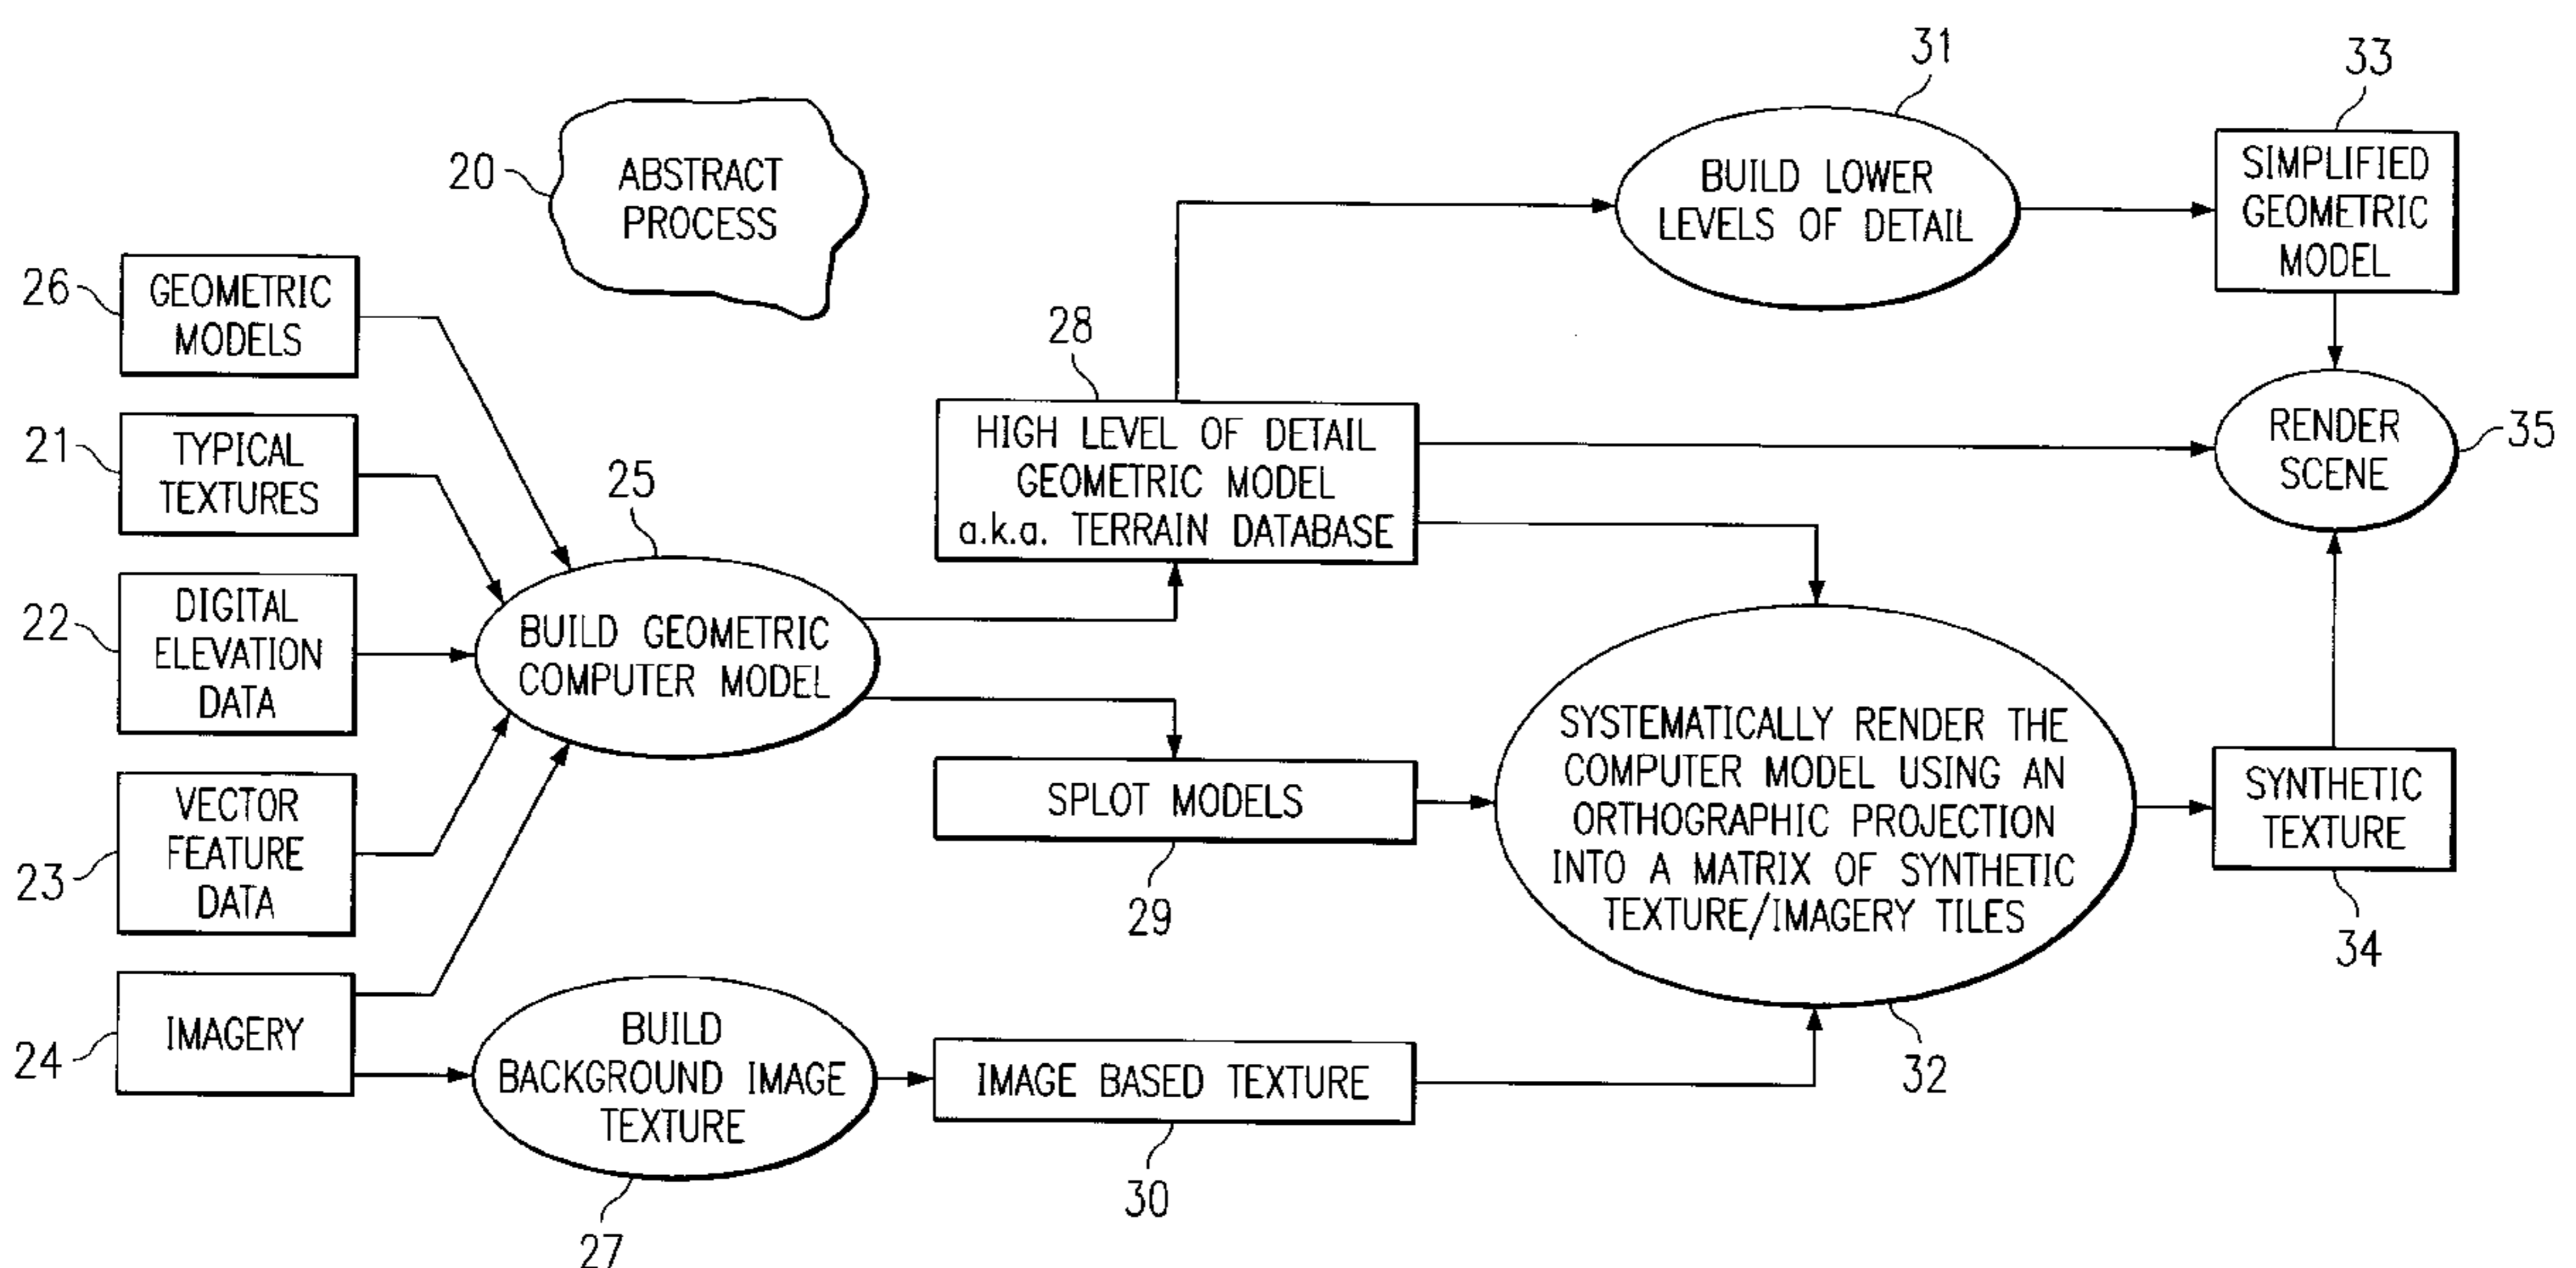 31
33
20
ABSTRACT
PROCESS
BUILD LOWER
LEVELS OF DETAIL
SIMPLIFIED
GEOMETRIC
MODEL
26
GEOMETRIC
MODELS
28
21
TYPICAL
TEXTURES
HIGH LEVEL OF DETAIL
GEOMETRIC MODEL
a.k.a. TERRAIN DATABASE
RENDER
SCENE
35
25
22
DIGITAL
ELEVATION
DATA
BUILD GEOMETRIC
COMPUTER MODEL
23
VECTOR
FEATURE
DATA
SPLOT MODELS
29
SYSTEMATICALLY RENDER THE
COMPUTER MODEL USING AN
ORTHOGRAPHIC PROJECTION
INTO A MATRIX OF SYNTHETIC
TEXTURE/IMAGERY TILES
SYNTHETIC
TEXTURE
34
24
IMAGERY
BUILD
BACKGROUND IMAGE
TEXTURE
IMAGE BASED TEXTURE
32
30
27